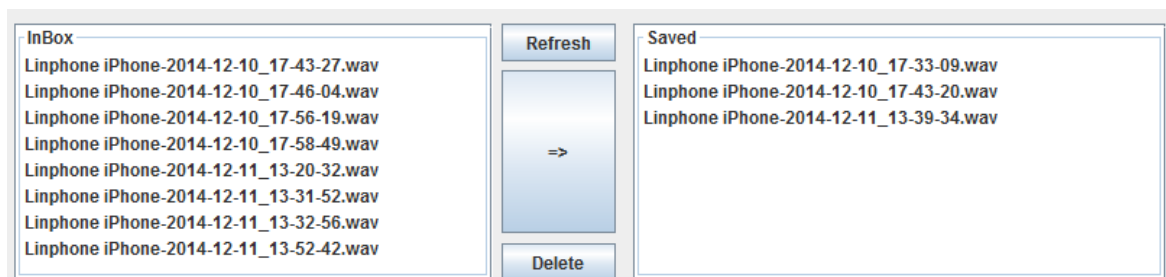 InBox
Linphone iPhone-2014-12-10_17-43-27.wav
Linphone iPhone-2014-12-10_17-46-04.wav
Linphone iPhone-2014-12-10_17-56-19.wav
Linphone iPhone-2014-12-10_17-58-49.wav
Linphone iPhone-2014-12-11_13-20-32.wav
Linphone iPhone-2014-12-11_13-31-52.wav
Linphone iPhone-2014-12-11_13-32-56.wav
Linphone iPhone-2014-12-11_13-52-42.wav
Refresh
=>
Delete
Saved
Linphone iPhone-2014-12-10_17-33-09.wav
Linphone iPhone-2014-12-10_17-43-20.wav
Linphone iPhone-2014-12-11_13-39-34.wav